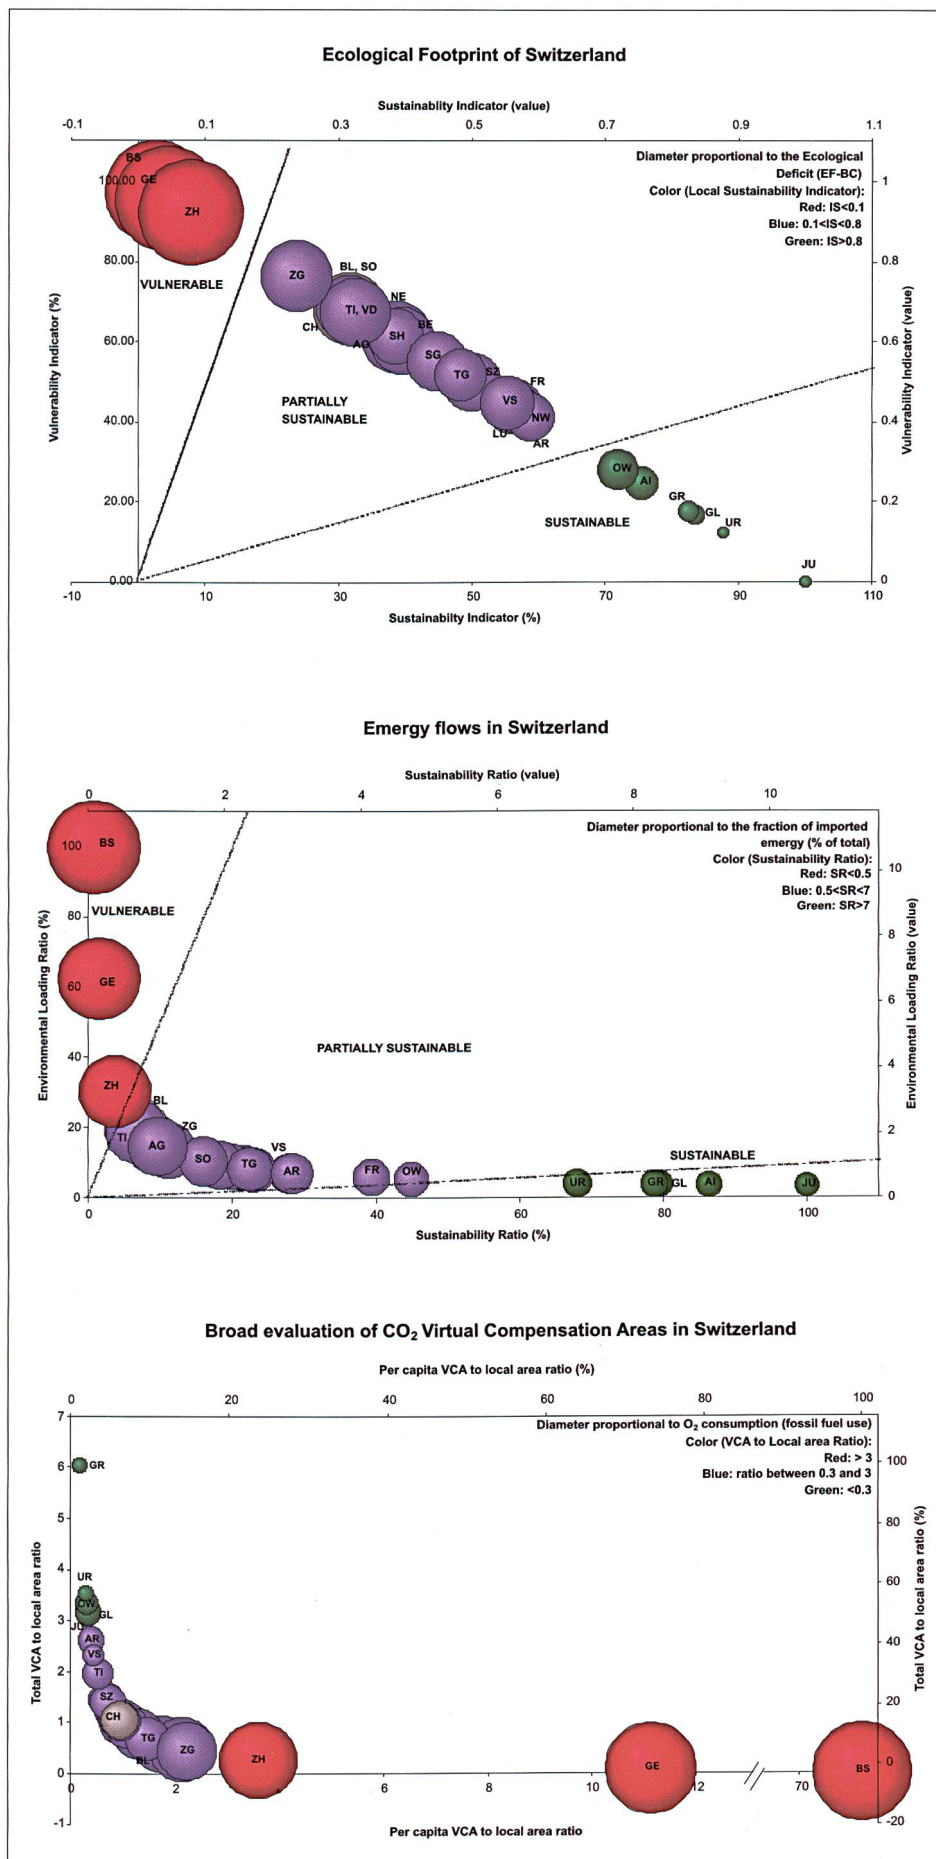 Ecological Footprint of Switzerland
Sustainablity Indicator (value)
-0.1 0.1 0.3 0.5 0.7 0.9 1.1
Diameter proportional to the Ecological
Deficit (EF-BC)
Color (Local Sustainability Indicator):
Red: IS<0.1
Blue: 0.1<IS<0.8
Green: IS>0.8
BS
100.00
GE
ZH
1
80.00
VULNERABLE
ZG
BL, SO
0.8
TI, VD
NE
CH
BE
60.00
AG
SH
0.6
SG
TG
SZ
PARTIALLY
SUSTAINABLE
FR
VS
40.00
NW
LU
AR
0.4
OW
AI
20.00
GR
GL
SUSTAINABLE
UR
0.2
JU
0.00
0
-10 10 30 50 70 90 110
Sustainabilty Indicator (%)
Vulnerability Indicator (%)
Vulnerability Indicator (value)
Emergy flows in Switzerland
Sustainability Ratio (value)
0 2 4 6 8 10
Diameter proportional to the fraction of imported
emergy (% of total)
Color (Sustainability Ratio):
Red: SR<0.5
Blue: 0.5<SR<7
Green: SR>7
100
BS
10
80
VULNERABLE
8
60
GE
6
40
PARTIALLY SUSTAINABLE
4
ZH
BL
20
TI
AG
ZG
2
SO
TG
VS
AR
FR
OW
SUSTAINABLE
UR
GR
GL
AI
JU
0
0
0 20 40 60 80 100
Sustainability Ratio (%)
Environmental Loading Ratio (%)
Environmental Loading Ratio (value)
Broad evaluation of CO2 Virtual Compensation Areas in Switzerland
Per capita VCA to local area ratio (%)
0 20 40 60 80 100
Diameter proportional to O2 consumption (fossil fuel use)
Color (VCA to Local area Ratio):
Red: > 3
Blue: ratio between 0.3 and 3
Green: <0.3
7
6
GR
100
5
80
4
UR
60
OW
GL
3
JU
AR
40
VS
2
TI
SZ
20
1
CH
TG
BL
ZG
ZH
GE
BS
0
0
0 2 6 10 12 70
-1
-20
Per capita VCA to local area ratio
Total VCA to local area ratio
Total VCA to local area ratio (%)